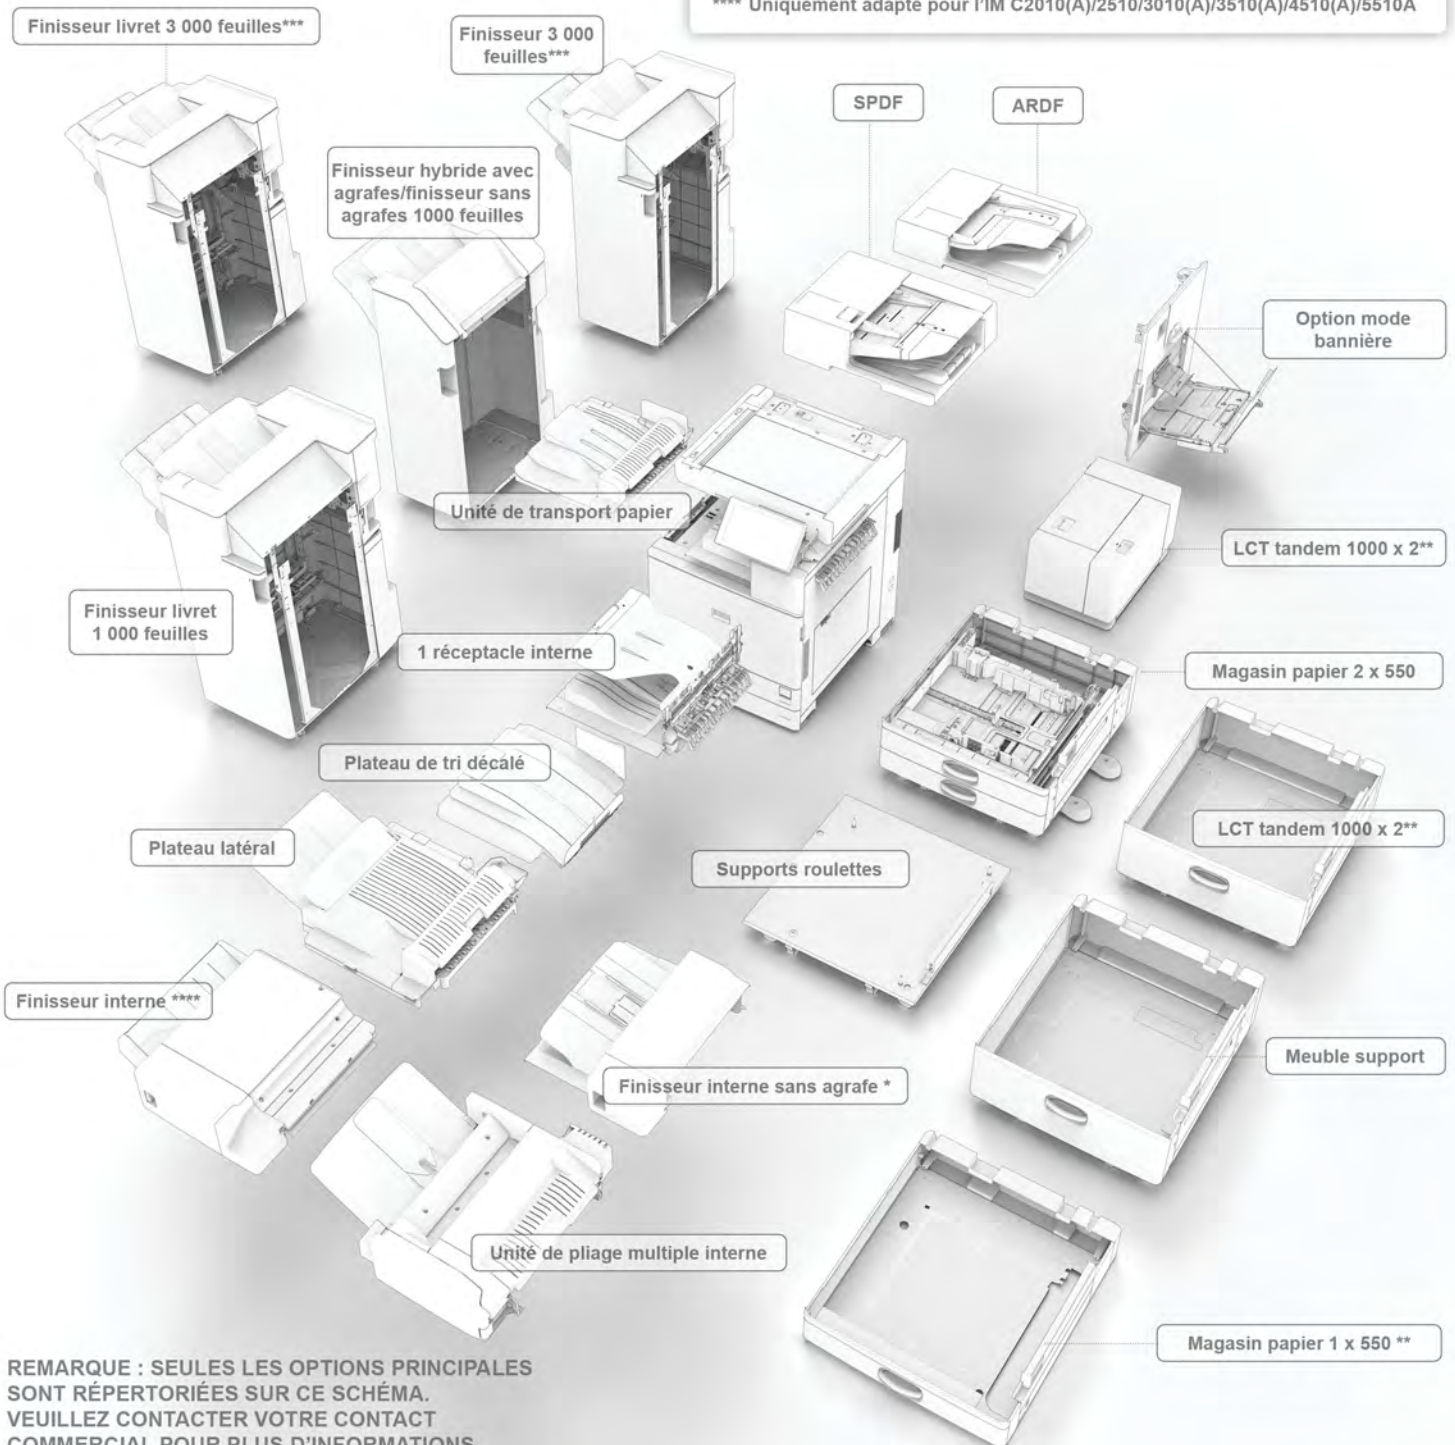 **** Uniquement adapté pour l'IM C2010(A)/2510/3010(A)/3510(A)/4510(A)/5510A
Finisseur livret 3 000 feuilles***
Finisseur 3 000
feuilles***
SPDF
ARDF
Finisseur hybride avec
agrafes/finisseur sans
agrafes 1000 feuilles
Option mode
bannière
Unité de transport papier
LCT tandem 1000 x 2**
Finisseur livret
1 000 feuilles
1 réceptacle interne
Magasin papier 2 x 550
Plateau de tri décalé
LCT tandem 1000 x 2**
Plateau latéral
Supports roulettes
Finisseur interne ****
Meuble support
Finisseur interne sans agrafe *
Unité de pliage multiple interne
Magasin papier 1 x 550 **
REMARQUE : SEULES LES OPTIONS PRINCIPALES
SONT RÉPERTORIÉES SUR CE SCHÉMA.
VEUILLEZ CONTACTER VOTRE CONTACT
COMMERCIAL POUR PLUS D'INFORMATIONS